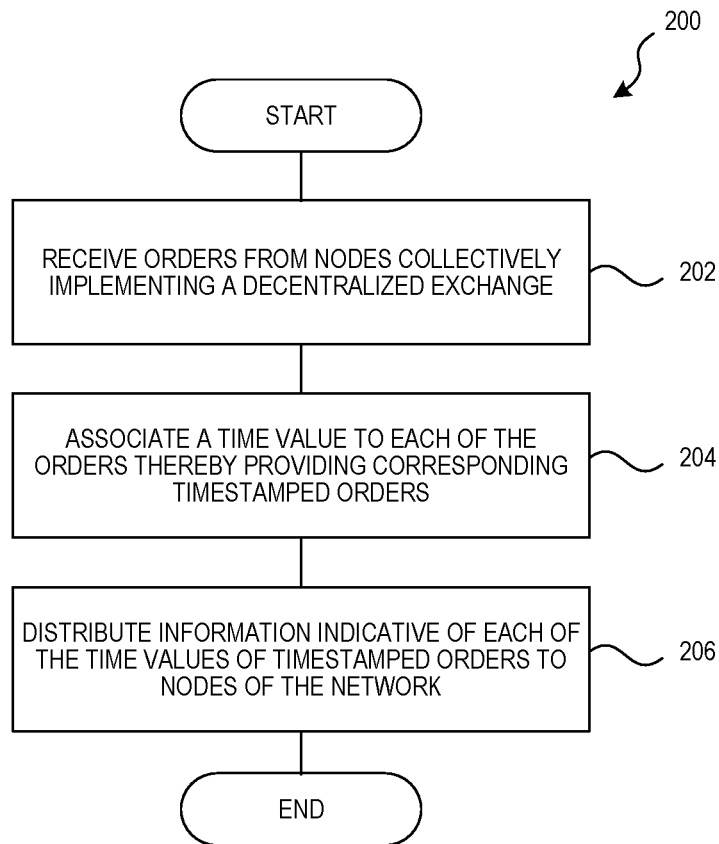 200
START
RECEIVE ORDERS FROM NODES COLLECTIVELY
IMPLEMENTING A DECENTRALIZED EXCHANGE
202
ASSOCIATE A TIME VALUE TO EACH OF THE
ORDERS THEREBY PROVIDING CORRESPONDING
TIMESTAMPED ORDERS
204
DISTRIBUTE INFORMATION INDICATIVE OF EACH OF
THE TIME VALUES OF TIMESTAMPED ORDERS TO
NODES OF THE NETWORK
206
END